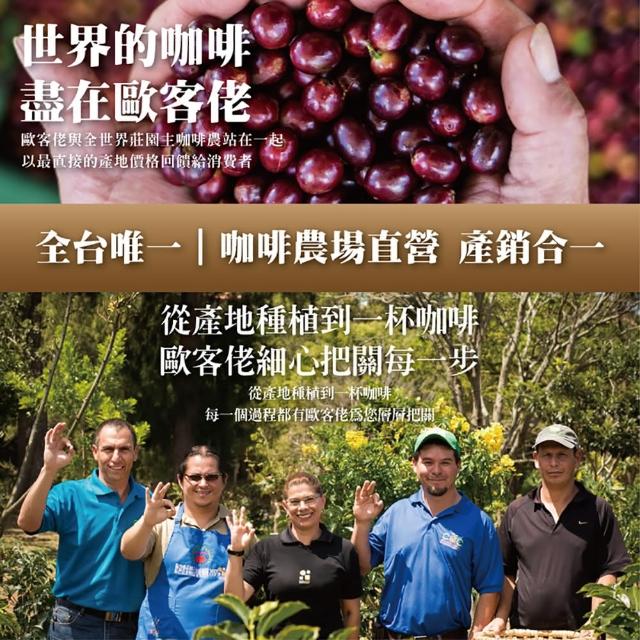 世界的咖啡
盡在歐客佬
歐客佬與全世界莊園主咖啡農站在一起
以最直接的產地價格回饋給消費者
全台唯一｜咖啡農場直營 產銷合一
從產地種植到一杯咖啡
歐客佬細心把關每一步
從產地種植到一杯咖啡
每一個過程都有歐客佬為您層層把關